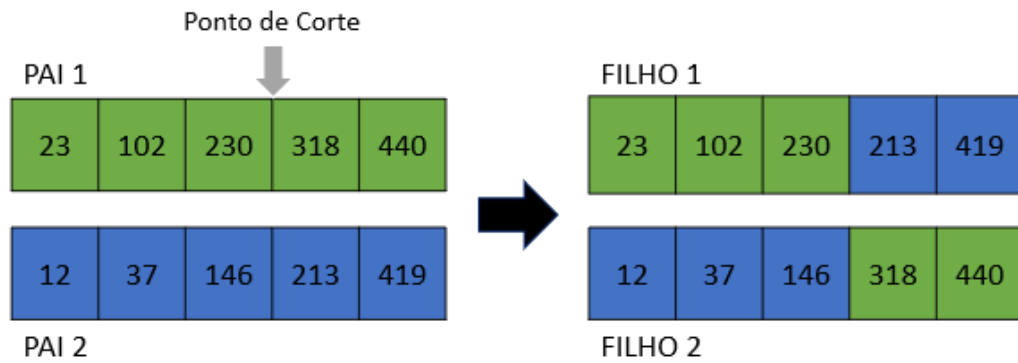 Ponto de Corte
PAI 1
23 102 230 318 440
12 37 146 213 419
PAI 2
FILHO 1
23 102 230 213 419
12 37 146 318 440
FILHO 2